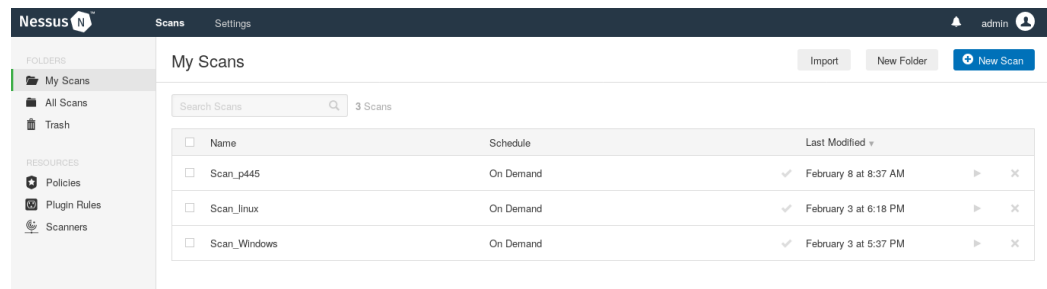 Nessus N ™ Scans Settings admin
FOLDERS
My Scans
All Scans
Trash
RESOURCES
Policies
Plugin Rules
Scanners
My Scans Import New Folder New Scan
Search Scans 3 Scans
Name Schedule Last Modified ▼
Scan_p445 On Demand February 8 at 8:37 AM
Scan_linux On Demand February 3 at 6:18 PM
Scan_Windows On Demand February 3 at 5:37 PM